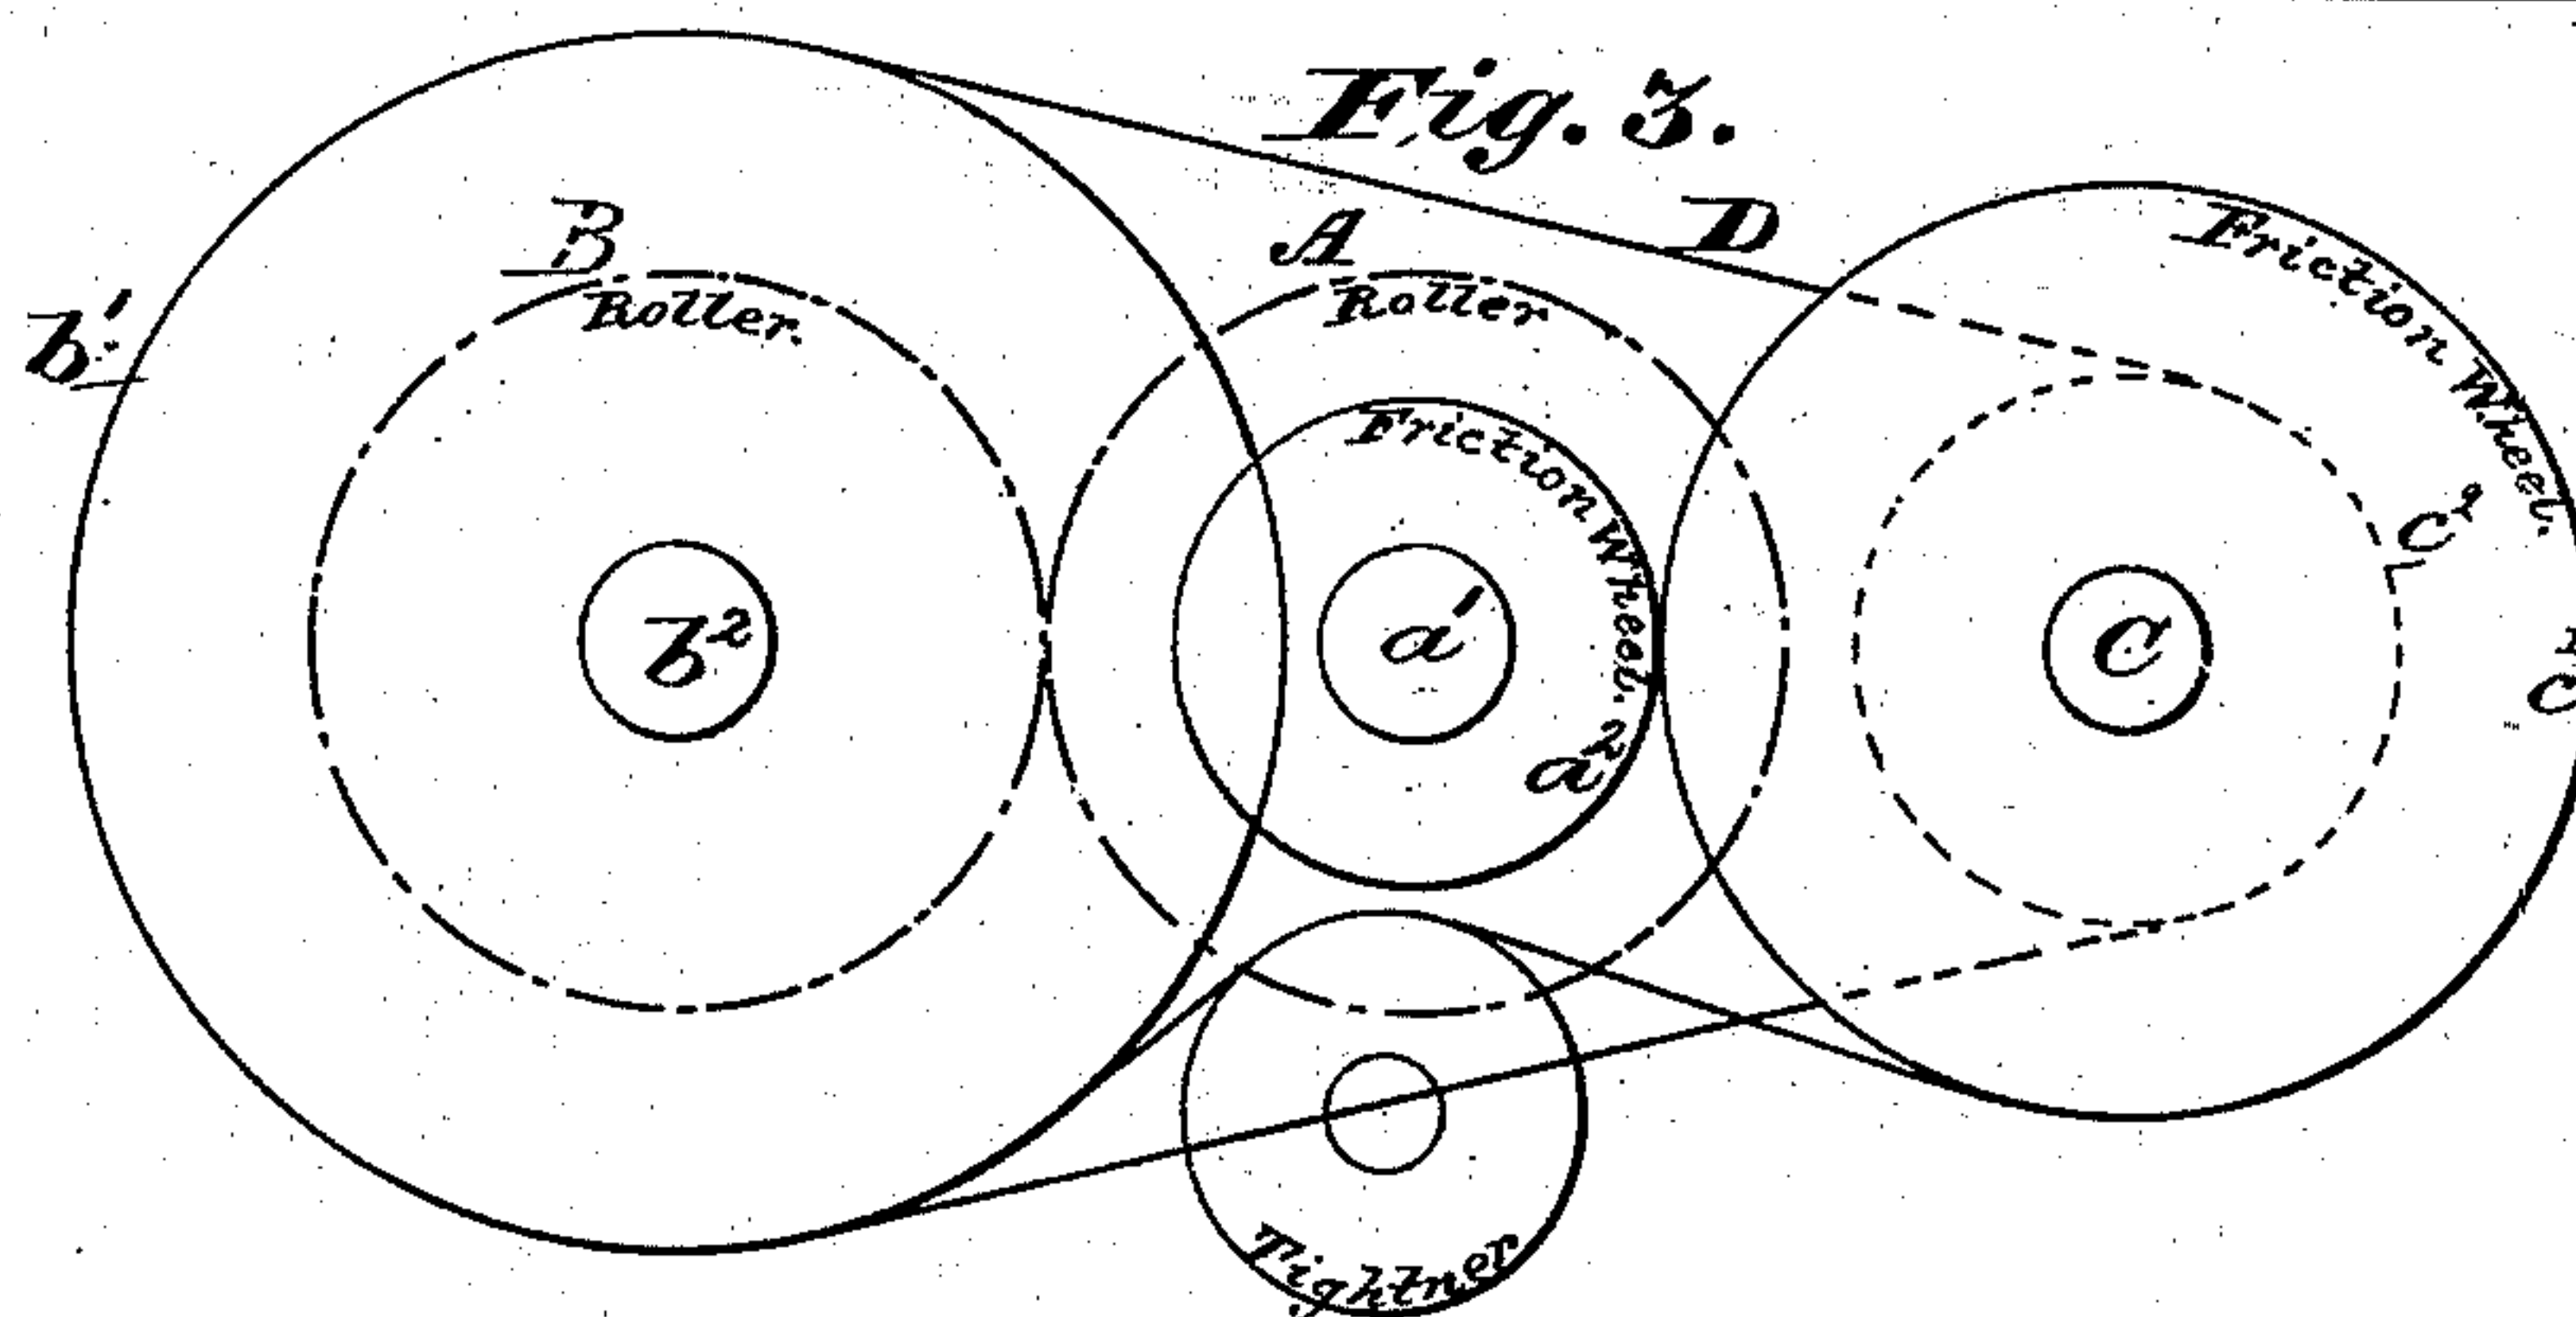 Fig. 3.
D
B
Roller.
A
Roller
Friction Wheel.
b'
Friction Wheel.
a²
c²
b²
a'
C
Tightner